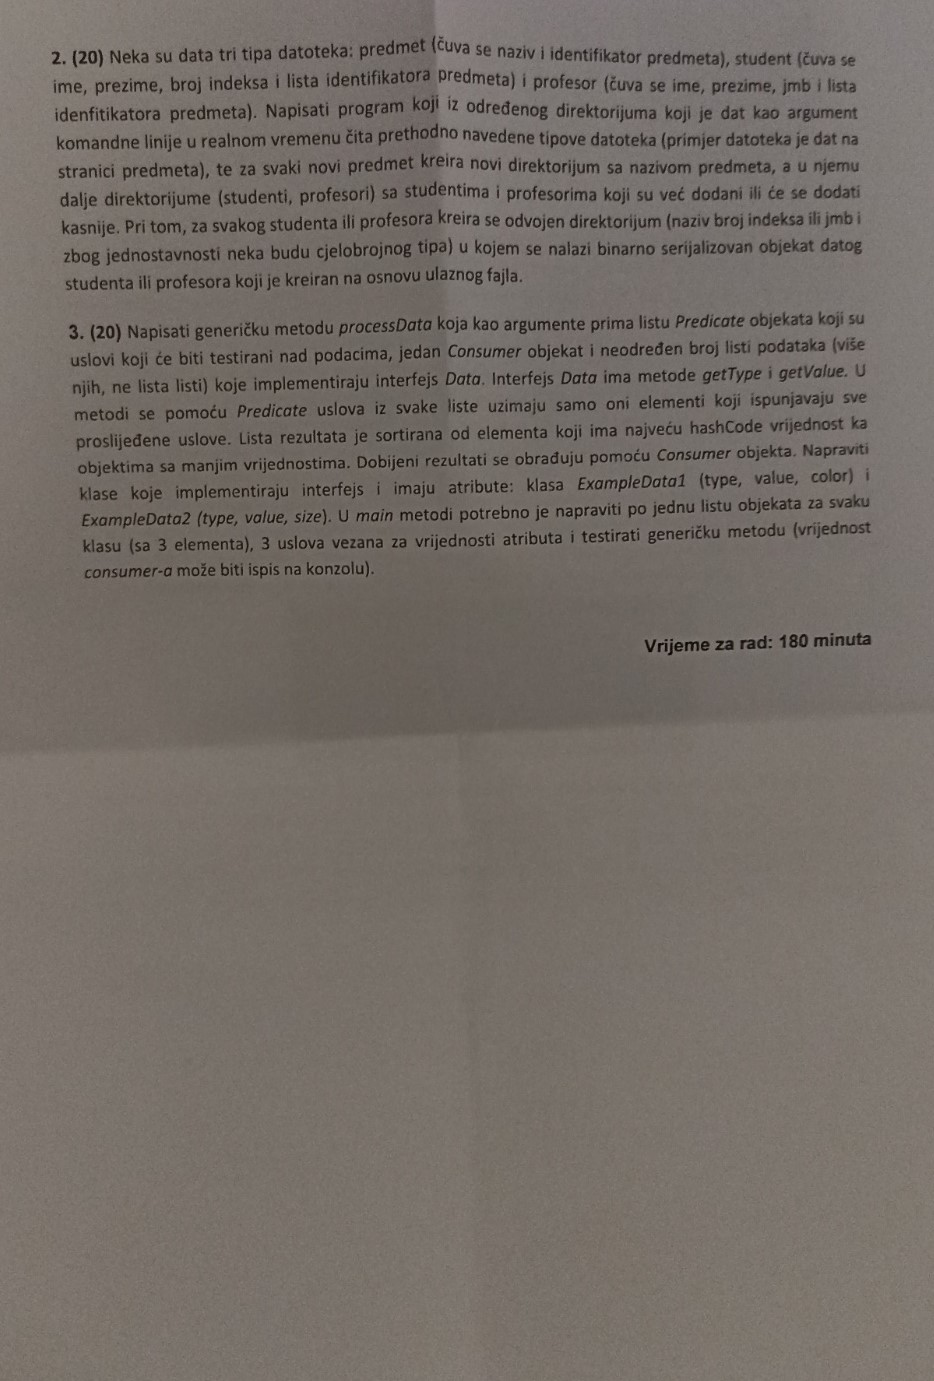 2. (20) Neka su data tri tipa datoteka: predmet (čuva se naziv i identifikator predmeta), student (čuva se
ime, prezime, broj indeksa i lista identifikatora predmeta) i profesor (čuva se ime, prezime, jmb i lista
idenfitikatora predmeta). Napisati program koji iz određenog direktorijuma koji je dat kao argument
komandne linije u realnom vremenu čita prethodno navedene tipove datoteka (primjer datoteka je dat na
stranici predmeta), te za svaki novi predmet kreira novi direktorijum sa nazivom predmeta, a u njemu
dalje direktorijume (studenti, profesori) sa studentima i profesorima koji su već dodani ili će se dodati
kasnije. Pri tom, za svakog studenta ili profesora kreira se odvojen direktorijum (naziv broj indeksa ili jmb i
zbog jednostavnosti neka budu cjelobrojnog tipa) u kojem se nalazi binarno serijalizovan objekat datog
studenta ili profesora koji je kreiran na osnovu ulaznog fajla.
3. (20) Napisati generičku metodu processData koja kao argumente prima listu Predicate objekata koji su
uslovi koji će biti testirani nad podacima, jedan Consumer objekat i neodređen broj listi podataka (više
njih, ne lista listi) koje implementiraju interfejs Data. Interfejs Data ima metode getType i getValue. U
metodi se pomoću Predicate uslova iz svake liste uzimaju samo oni elementi koji ispunjavaju sve
proslijeđene uslove. Lista rezultata je sortirana od elementa koji ima najveću hashCode vrijednost ka
objektima sa manjim vrijednostima. Dobijeni rezultati se obrađuju pomoću Consumer objekta. Napraviti
klase koje implementiraju interfejs i imaju atribute: klasa ExampleData1 (type, value, color) i
ExampleData2 (type, value, size). U main metodi potrebno je napraviti po jednu listu objekata za svaku
klasu (sa 3 elementa), 3 uslova vezana za vrijednosti atributa i testirati generičku metodu (vrijednost
consumer-a može biti ispis na konzolu).
Vrijeme za rad: 180 minuta